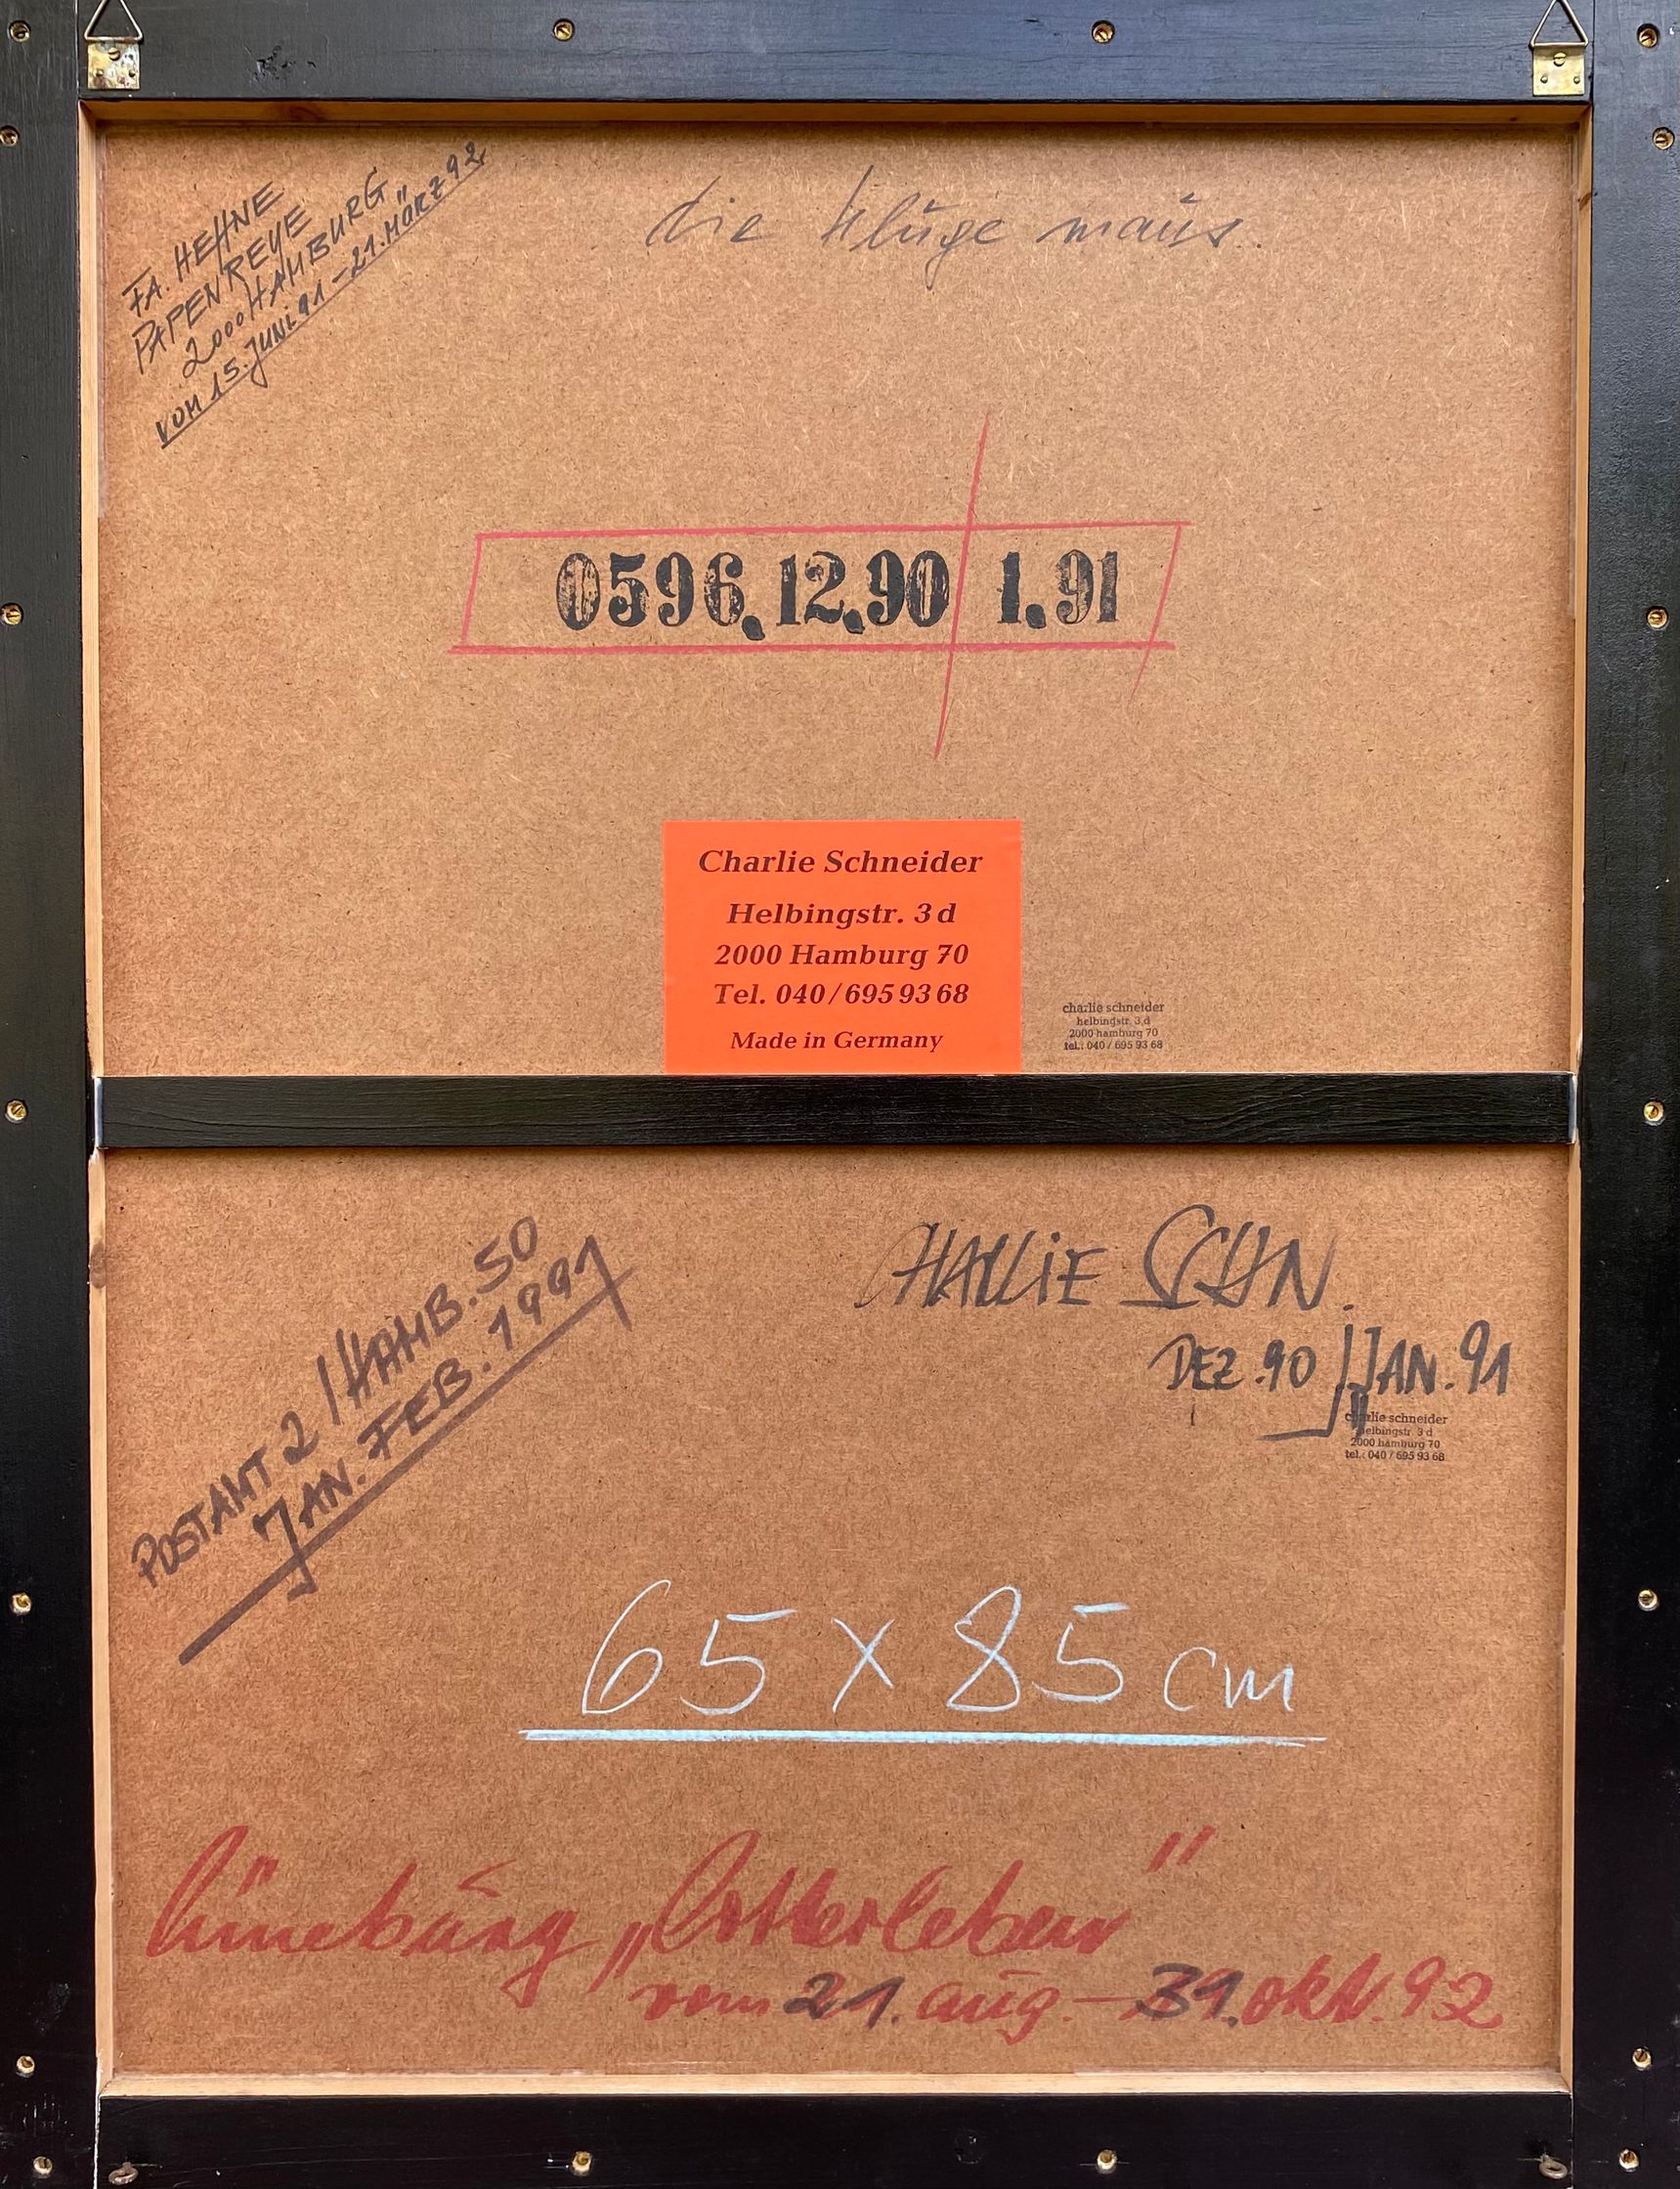 FA. HEHNE
PAPENREYE
2000 HAMBURG
VOM 15. JUNI 91 - 21. MÄRZ 92
die kluge maus
0596.12.90 1.91
Charlie Schneider
Helbingstr. 3 d
2000 Hamburg 70
Tel. 040/695 93 68
Made in Germany
charlie schneider
helbingstr. 3 d
2000 hamburg 70
tel.: 040 / 695 93 68
CHARLIE SCHN.
DEZ. 90 / JAN. 91
charlie schneider
helbingstr. 3 d
2000 hamburg 70
tel.: 040 / 695 93 68
POSTAMT 2 / HAMB. 50
JAN. FEB. 1991
65 x 85 cm
Lüneburg
vom 21. aug. - 31. okt. 92